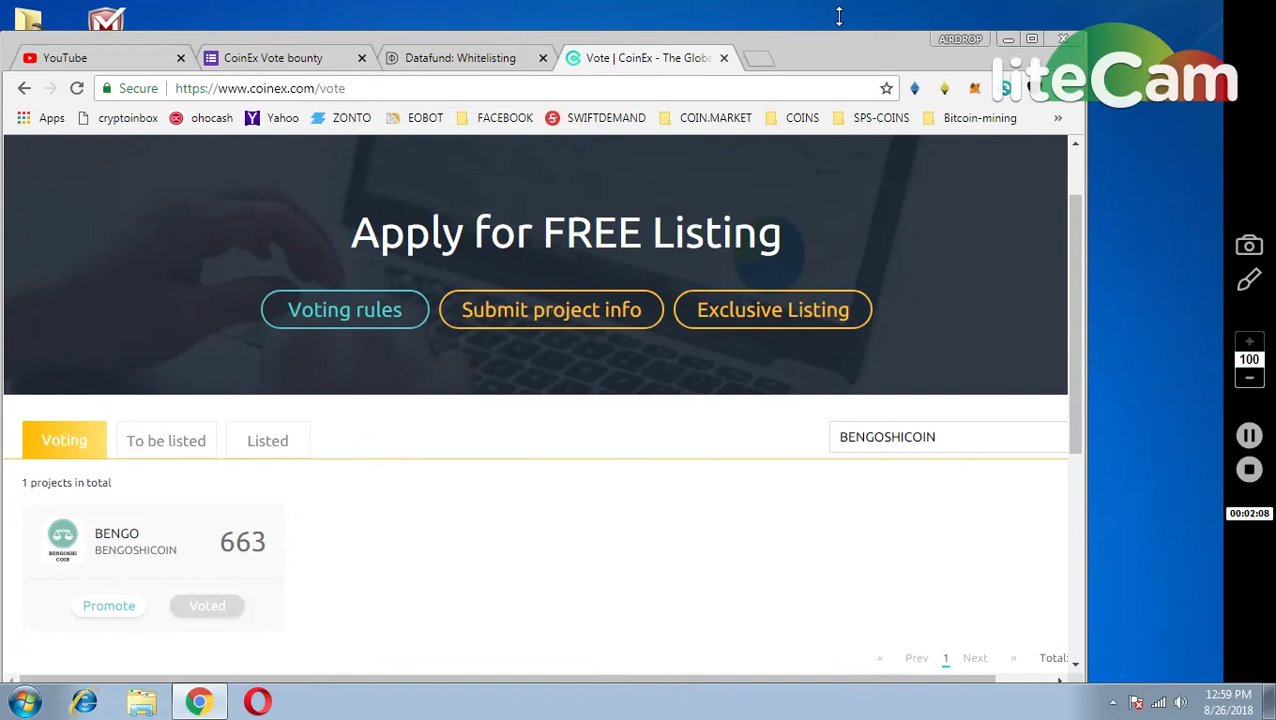 AIRDROP
liteCam
YouTube
CoinEx Vote bounty
Datafund: Whitelisting
Vote | CoinEx - The Globa
Secure
https://www.coinex.com/vote
Apps
cryptoinbox
ohocash
Yahoo
ZONTO
EOBOT
FACEBOOK
SWIFTDEMAND
COIN.MARKET
COINS
SPS-COINS
Bitcoin-mining
»
Apply for FREE Listing
Voting rules
Submit project info
Exclusive Listing
100
Voting
To be listed
Listed
BENGOSHICOIN
1 projects in total
00:02:08
BENGO
BENGOSHICOIN
663
BENGOSHI
COIN
Promote
Voted
« Prev 1 Next » Total:
12:59 PM
8/26/2018